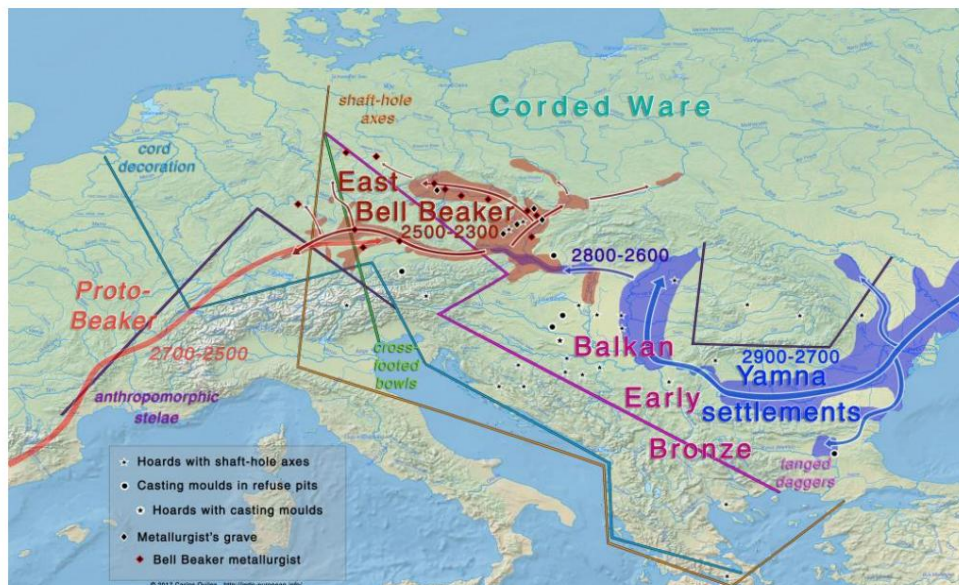 shaft-hole
axes
Corded Ware
cord
decoration
East
Bell Beaker
2500-2300
2800-2600
Proto-
Beaker
2700-2500
2900-2700
Balkan
Yamna
cross-
footed
bowls
Early
settlements
anthropomorphic
stelae
Bronze
tanged
daggers
Hoards with shaft-hole axes
Casting moulds in refuse pits
Hoards with casting moulds
Metallurgist's grave
Bell Beaker metallurgist